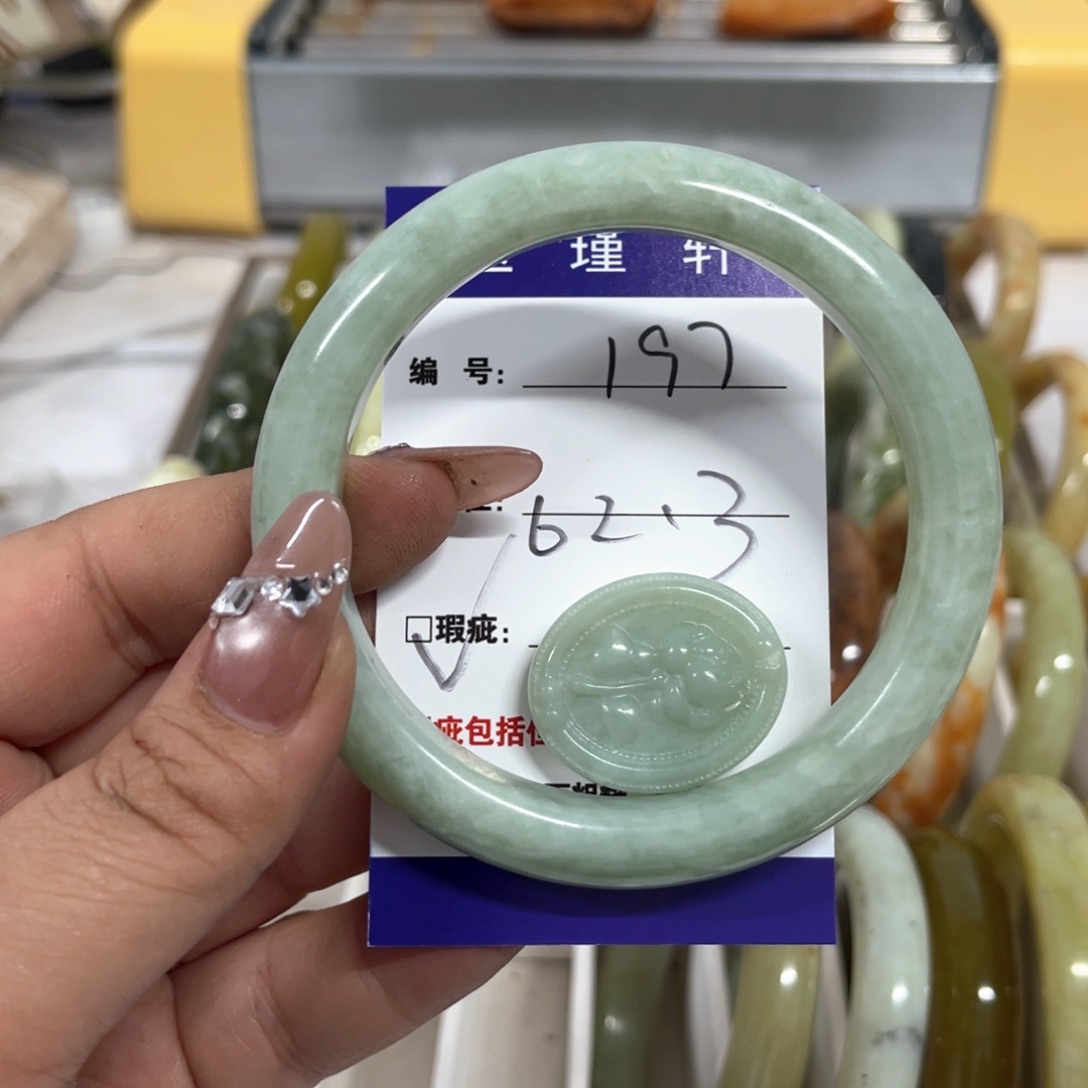 瑾轩
编号: 197
62.3
☐瑕疵: √
疵包括